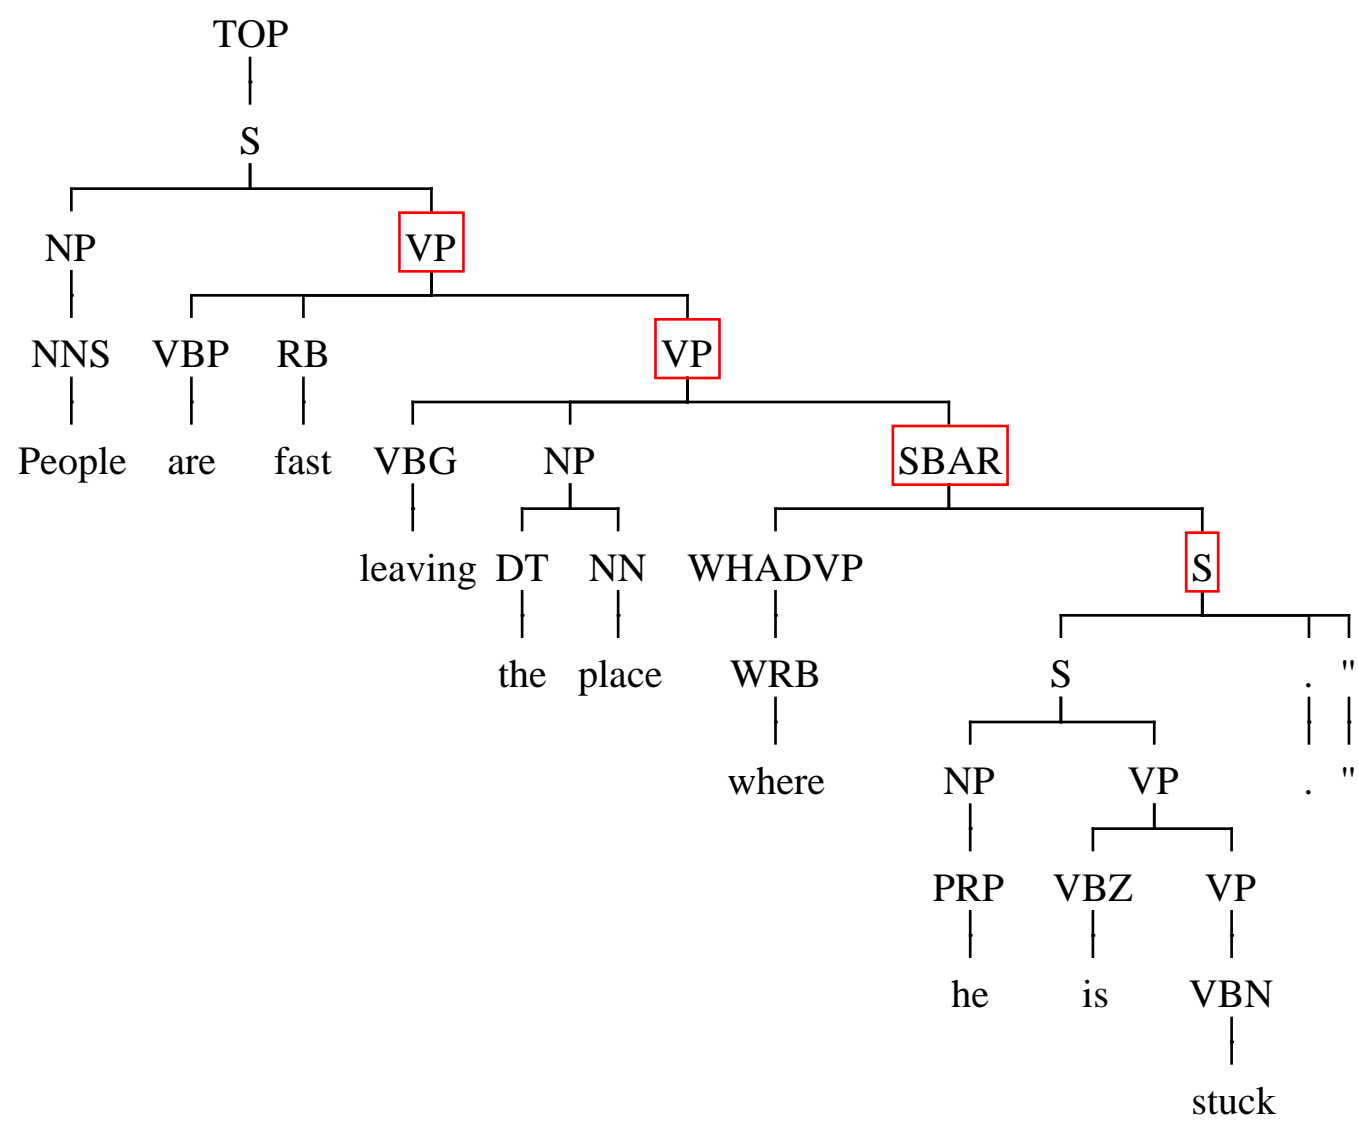 TOP
S
NP VP
NNS VBP RB VP
People are fast VBG NP SBAR
leaving DT NN WHADVP S
the place WRB S . "
where NP VP . "
PRP VBZ VP
he is VBN
stuck